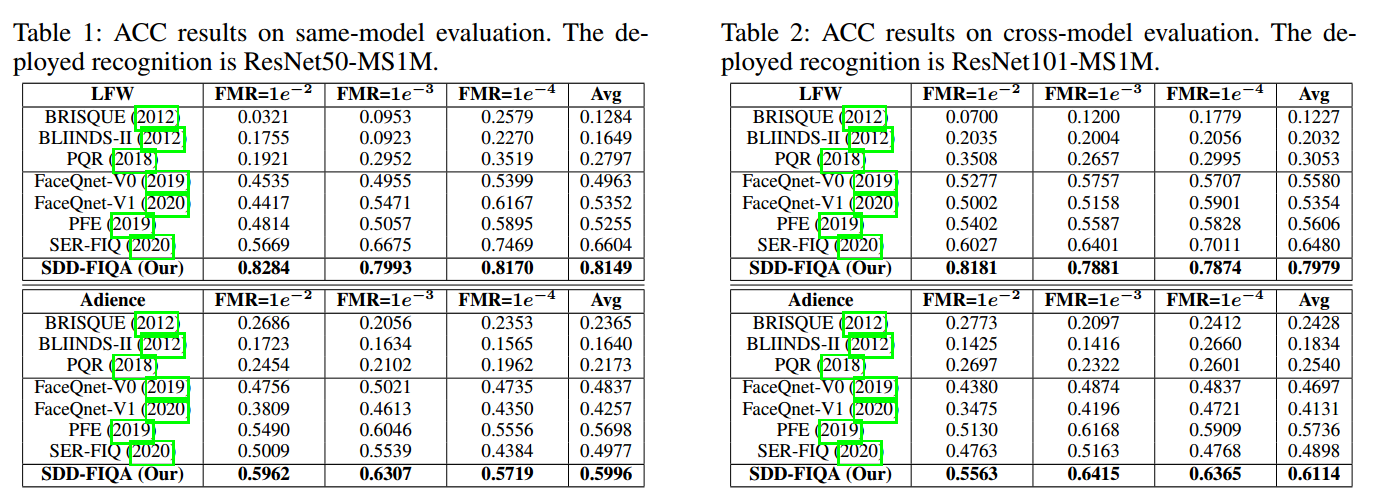 Table 1: ACC results on same-model evaluation. The de-
ployed recognition is ResNet50-MS1M.
LFW FMR=1e−2 FMR=1e−3 FMR=1e−4 Avg
BRISQUE (2012) 0.0321 0.0953 0.2579 0.1284
BLIINDS-II (2012) 0.1755 0.0923 0.2270 0.1649
PQR (2018) 0.1921 0.2952 0.3519 0.2797
FaceQnet-V0 (2019) 0.4535 0.4955 0.5399 0.4963
FaceQnet-V1 (2020) 0.4417 0.5471 0.6167 0.5352
PFE (2019) 0.4814 0.5057 0.5895 0.5255
SER-FIQ (2020) 0.5669 0.6675 0.7469 0.6604
SDD-FIQA (Our) 0.8284 0.7993 0.8170 0.8149
Adience FMR=1e−2 FMR=1e−3 FMR=1e−4 Avg
BRISQUE (2012) 0.2686 0.2056 0.2353 0.2365
BLIINDS-II (2012) 0.1723 0.1634 0.1565 0.1640
PQR (2018) 0.2454 0.2102 0.1962 0.2173
FaceQnet-V0 (2019) 0.4756 0.5021 0.4735 0.4837
FaceQnet-V1 (2020) 0.3809 0.4613 0.4350 0.4257
PFE (2019) 0.5490 0.6046 0.5556 0.5698
SER-FIQ (2020) 0.5009 0.5539 0.4384 0.4977
SDD-FIQA (Our) 0.5962 0.6307 0.5719 0.5996
Table 2: ACC results on cross-model evaluation. The de-
ployed recognition is ResNet101-MS1M.
LFW FMR=1e−2 FMR=1e−3 FMR=1e−4 Avg
BRISQUE (2012) 0.0700 0.1200 0.1779 0.1227
BLIINDS-II (2012) 0.2035 0.2004 0.2056 0.2032
PQR (2018) 0.3508 0.2657 0.2995 0.3053
FaceQnet-V0 (2019) 0.5277 0.5757 0.5707 0.5580
FaceQnet-V1 (2020) 0.5002 0.5158 0.5901 0.5354
PFE (2019) 0.5402 0.5587 0.5828 0.5606
SER-FIQ (2020) 0.6027 0.6401 0.7011 0.6480
SDD-FIQA (Our) 0.8181 0.7881 0.7874 0.7979
Adience FMR=1e−2 FMR=1e−3 FMR=1e−4 Avg
BRISQUE (2012) 0.2773 0.2097 0.2412 0.2428
BLIINDS-II (2012) 0.1425 0.1416 0.2660 0.1834
PQR (2018) 0.2697 0.2322 0.2601 0.2540
FaceQnet-V0 (2019) 0.4380 0.4874 0.4837 0.4697
FaceQnet-V1 (2020) 0.3475 0.4196 0.4721 0.4131
PFE (2019) 0.5130 0.6168 0.5909 0.5736
SER-FIQ (2020) 0.4763 0.5163 0.4768 0.4898
SDD-FIQA (Our) 0.5563 0.6415 0.6365 0.6114